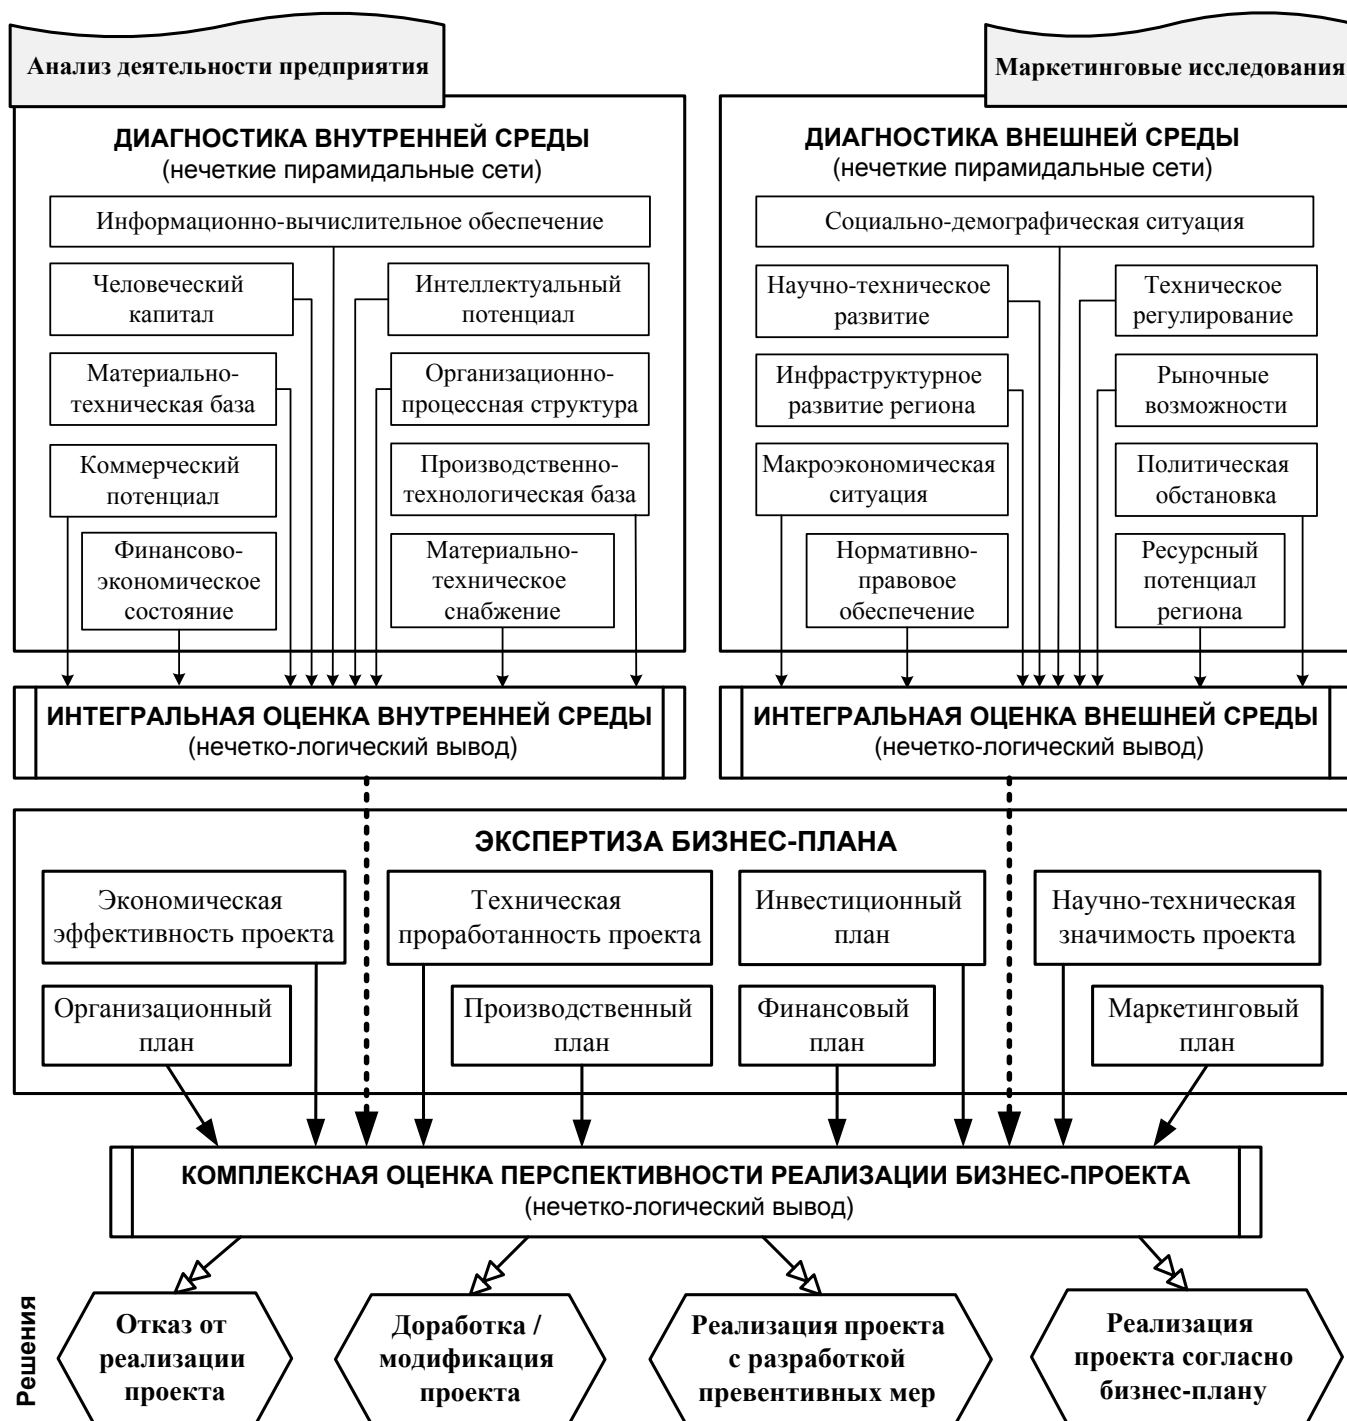 Анализ деятельности предприятия
Маркетинговые исследования
ДИАГНОСТИКА ВНУТРЕННЕЙ СРЕДЫ
(нечеткие пирамидальные сети)
Информационно-вычислительное обеспечение
Человеческий
капитал
Интеллектуальный
потенциал
Материально-
техническая база
Организационно-
процессная структура
Коммерческий
потенциал
Производственно-
технологическая база
Финансово-
экономическое
состояние
Материально-
техническое
снабжение
ДИАГНОСТИКА ВНЕШНЕЙ СРЕДЫ
(нечеткие пирамидальные сети)
Социально-демографическая ситуация
Научно-техническое
развитие
Техническое
регулирование
Инфраструктурное
развитие региона
Рыночные
возможности
Макроэкономическая
ситуация
Политическая
обстановка
Нормативно-
правовое
обеспечение
Ресурсный
потенциал
региона
ИНТЕГРАЛЬНАЯ ОЦЕНКА ВНУТРЕННЕЙ СРЕДЫ
(нечетко-логический вывод)
ИНТЕГРАЛЬНАЯ ОЦЕНКА ВНЕШНЕЙ СРЕДЫ
(нечетко-логический вывод)
ЭКСПЕРТИЗА БИЗНЕС-ПЛАНА
Экономическая
эффективность проекта
Техническая
проработанность проекта
Инвестиционный
план
Научно-техническая
значимость проекта
Организационный
план
Производственный
план
Финансовый
план
Маркетинговый
план
КОМПЛЕКСНАЯ ОЦЕНКА ПЕРСПЕКТИВНОСТИ РЕАЛИЗАЦИИ БИЗНЕС-ПРОЕКТА
(нечетко-логический вывод)
Решения
Отказ от
реализации
проекта
Доработка /
модификация
проекта
Реализация проекта
с разработкой
превентивных мер
Реализация
проекта согласно
бизнес-плану